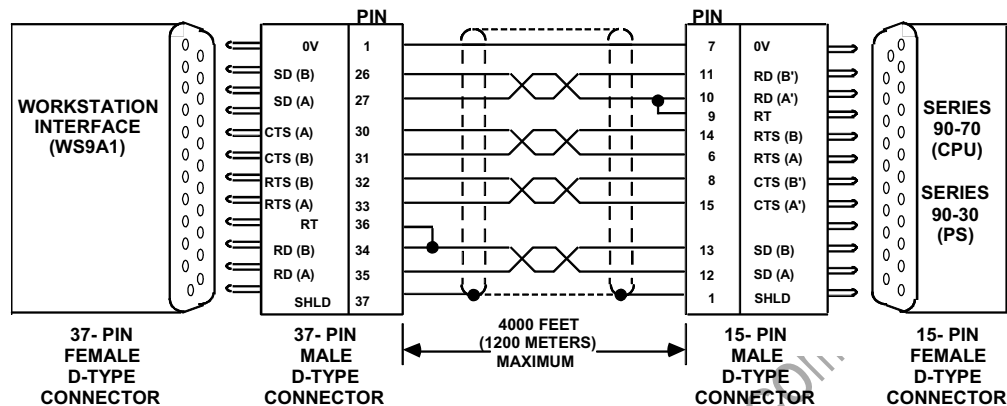 PIN
PIN
WORKSTATION
INTERFACE
(WS9A1)
0V 1
SD (B) 26
SD (A) 27
CTS (A) 30
CTS (B) 31
RTS (B) 32
RTS (A) 33
RT 36
RD (B) 34
RD (A) 35
SHLD 37
7 0V
11 RD (B')
10 RD (A')
9 RT
14 RTS (B)
6 RTS (A)
8 CTS (B')
15 CTS (A')
13 SD (B)
12 SD (A)
1 SHLD
SERIES
90-70
(CPU)
SERIES
90-30
(PS)
37- PIN
FEMALE
D-TYPE
CONNECTOR
37- PIN
MALE
D-TYPE
CONNECTOR
4000 FEET
(1200 METERS)
MAXIMUM
15- PIN
MALE
D-TYPE
CONNECTOR
15- PIN
FEMALE
D-TYPE
CONNECTOR